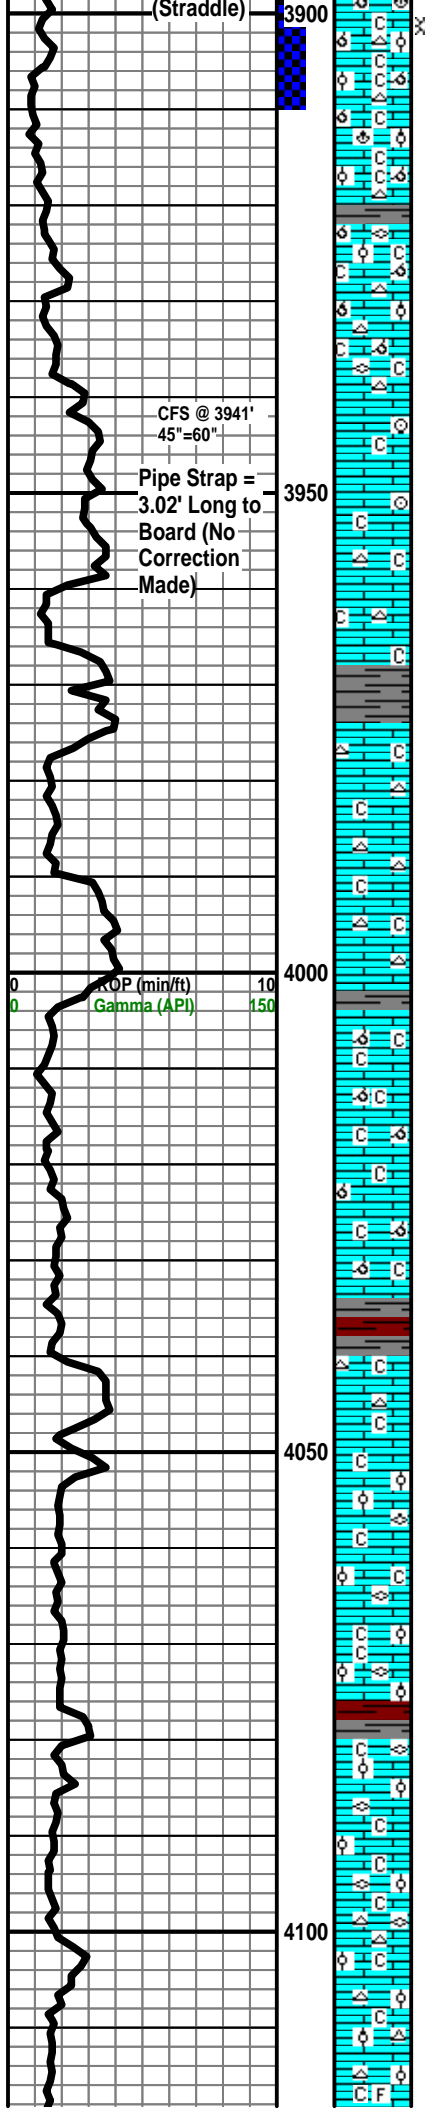 (Straddle)
3900
CFS @ 3941'
45"=60"
Pipe Strap =
3.02' Long to
Board (No
Correction
Made)
3950
0 ROP (min/ft) 10
0 Gamma (API) 150
4000
4050
4100
C F